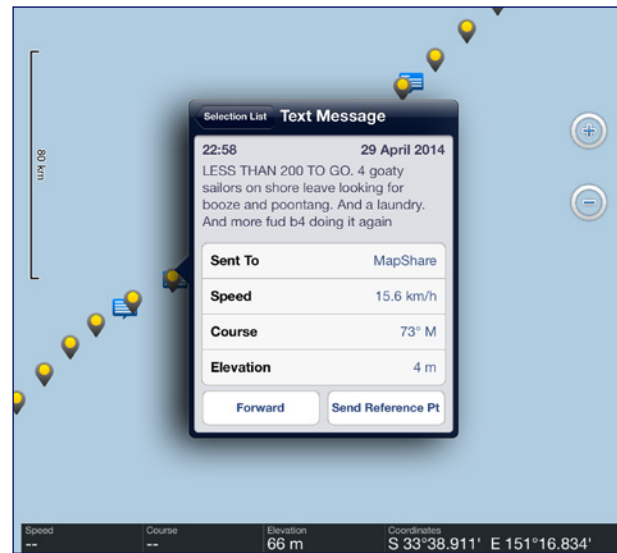 80 km
Selection List Text Message
22:58 29 April 2014
LESS THAN 200 TO GO. 4 goaty
sailors on shore leave looking for
booze and poontang. And a laundry.
And more fud b4 doing it again
Sent To MapShare
Speed 15.6 km/h
Course 73° M
Elevation 4 m
Forward Send Reference Pt
Speed Course Elevation Coordinates
-- -- 66 m S 33°38.911' E 151°16.834'